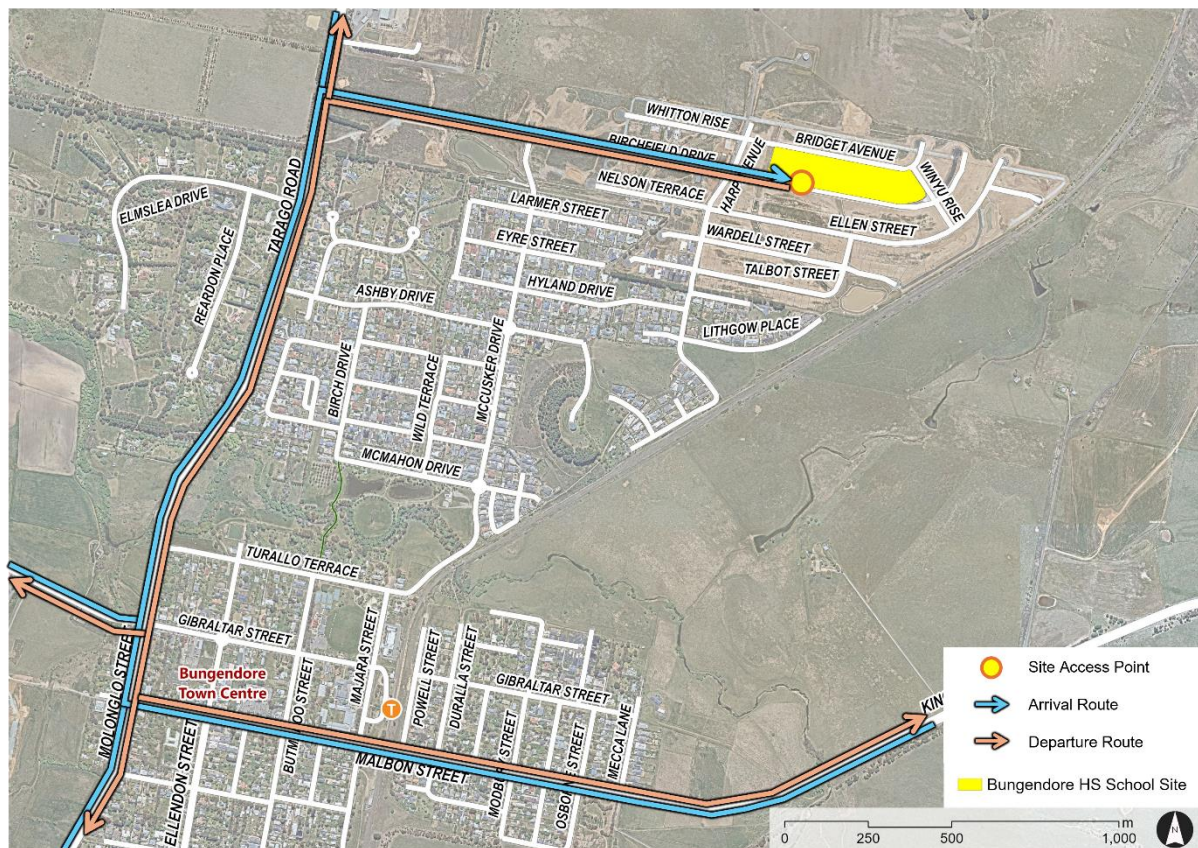 WHITTON RISE
BRIDGET AVENUE
BIRCHFIELD DRIVE
WINYU RISE
NELSON TERRACE
ELLEN STREET
LARMER STREET
WARDELL STREET
EYRE STREET
TALBOT STREET
HYLAND DRIVE
LITHGOW PLACE
ELMSLEA DRIVE
REARDON PLACE
TARAGO ROAD
ASHBY DRIVE
BIRCH DRIVE
WILD TERRACE
MCCUSKER DRIVE
MCMAHON DRIVE
TURALLO TERRACE
GIBRALTAR STREET
MAJARA STREET
POWELL STREET
DURALLA STREET
GIBRALTAR STREET
MOLONGLO STREET
Bungendore
Town Centre
T
ELLENDON STREET
MALBON STREET
MECCA LANE
KIN
Site Access Point
Arrival Route
Departure Route
Bungendore HS School Site
m
0 250 500 1,000
N